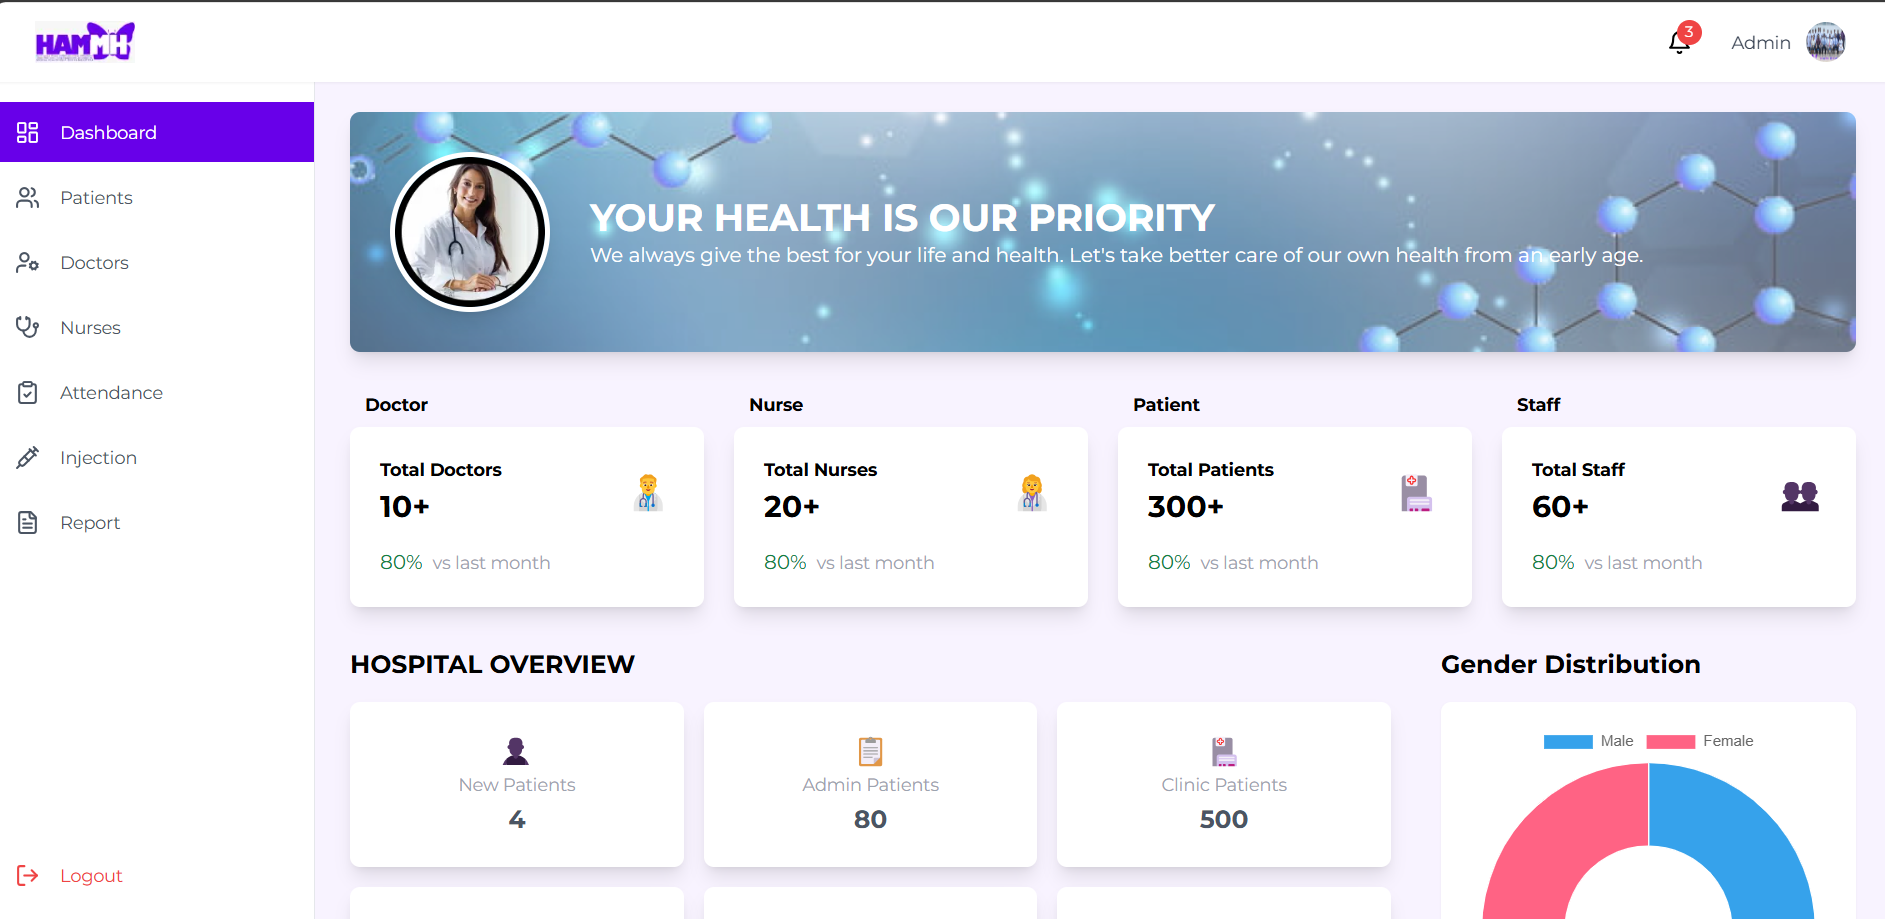 HAMMH
3
Admin
Dashboard
Patients
Doctors
Nurses
Attendance
Injection
Report
Logout
YOUR HEALTH IS OUR PRIORITY
We always give the best for your life and health. Let's take better care of our own health from an early age.
Doctor
Total Doctors
10+
80% vs last month
Nurse
Total Nurses
20+
80% vs last month
Patient
Total Patients
300+
80% vs last month
Staff
Total Staff
60+
80% vs last month
HOSPITAL OVERVIEW
New Patients
4
Admin Patients
80
Clinic Patients
500
Gender Distribution
Male Female